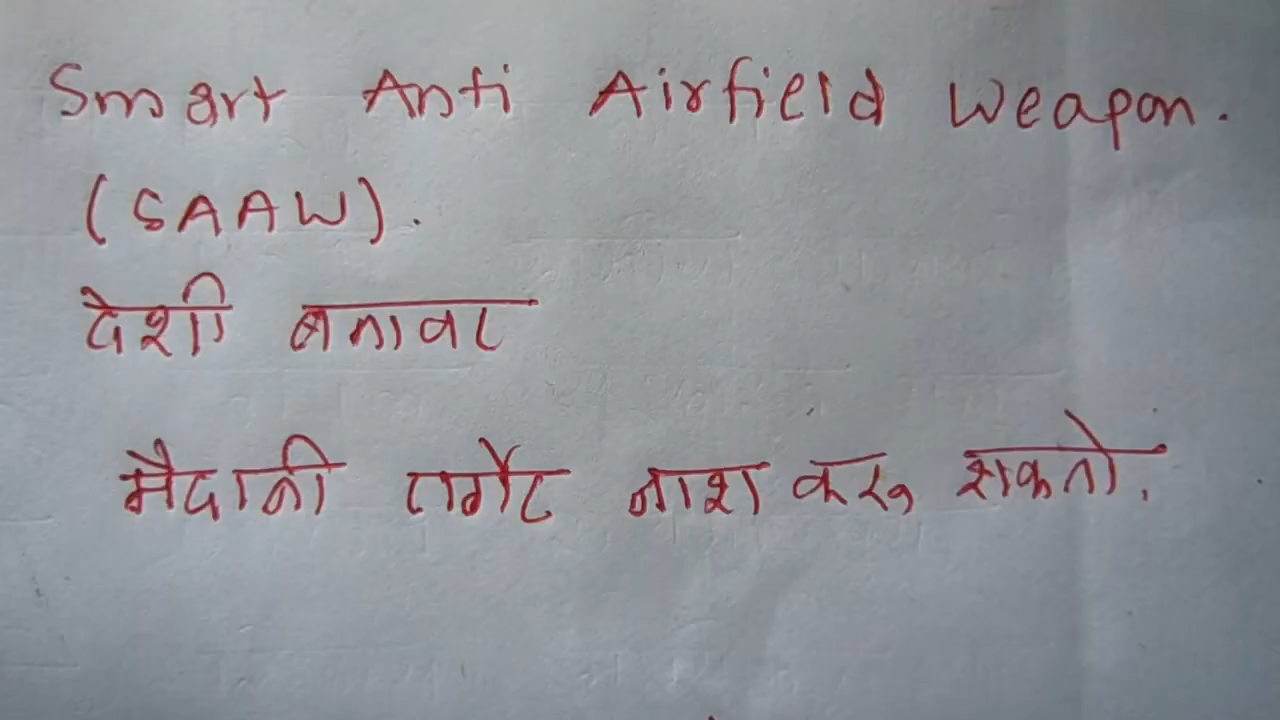 Smart Anti Airfield Weapon.
(SAAW).
देशी बनावट
मैदानी टार्गेट नाश करू शकतो.